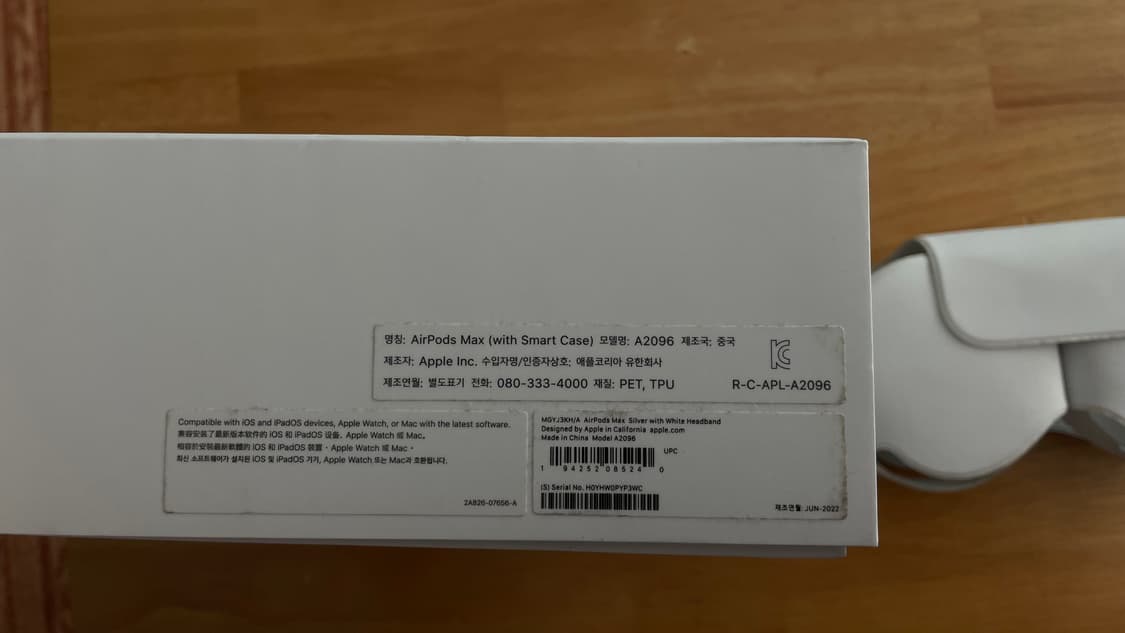 명칭: AirPods Max (with Smart Case) 모델명: A2096 제조국: 중국
제조자: Apple Inc. 수입자명/인증자상호: 애플코리아 유한회사
제조연월: 별도표기 전화: 080-333-4000 재질: PET, TPU
R-C-APL-A2096
Compatible with iOS and iPadOS devices, Apple Watch, or Mac with the latest software.
兼容安装了最新版本软件的 iOS 和 iPadOS 设备、Apple Watch 或 Mac。
相容於安裝最新軟體的 iOS 和 iPadOS 裝置、Apple Watch 或 Mac。
최신 소프트웨어가 설치된 iOS 및 iPadOS 기기, Apple Watch 또는 Mac과 호환됩니다.
2AB26-07656-A
MGYJ3KH/A AirPods Max Silver with White Headband
Designed by Apple in California apple.com
Made in China Model A2096
UPC
1 94252 08524 0
(S) Serial No. H0YHW0PYP3WC
제조연월: JUN-2022